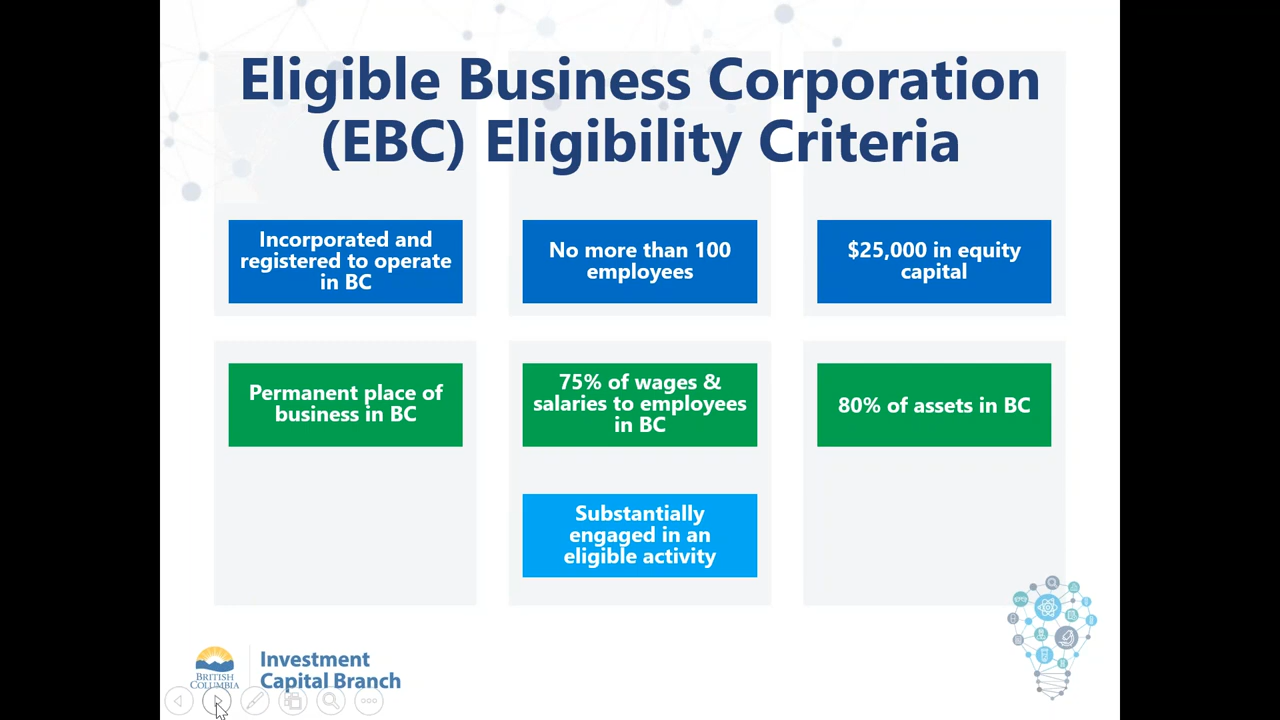 Eligible Business Corporation
(EBC) Eligibility Criteria
Incorporated and
registered to operate
in BC
No more than 100
employees
$25,000 in equity
capital
Permanent place of
business in BC
75% of wages &
salaries to employees
in BC
80% of assets in BC
Substantially
engaged in an
eligible activity
BRITISH
COLUMBIA
Investment
Capital Branch